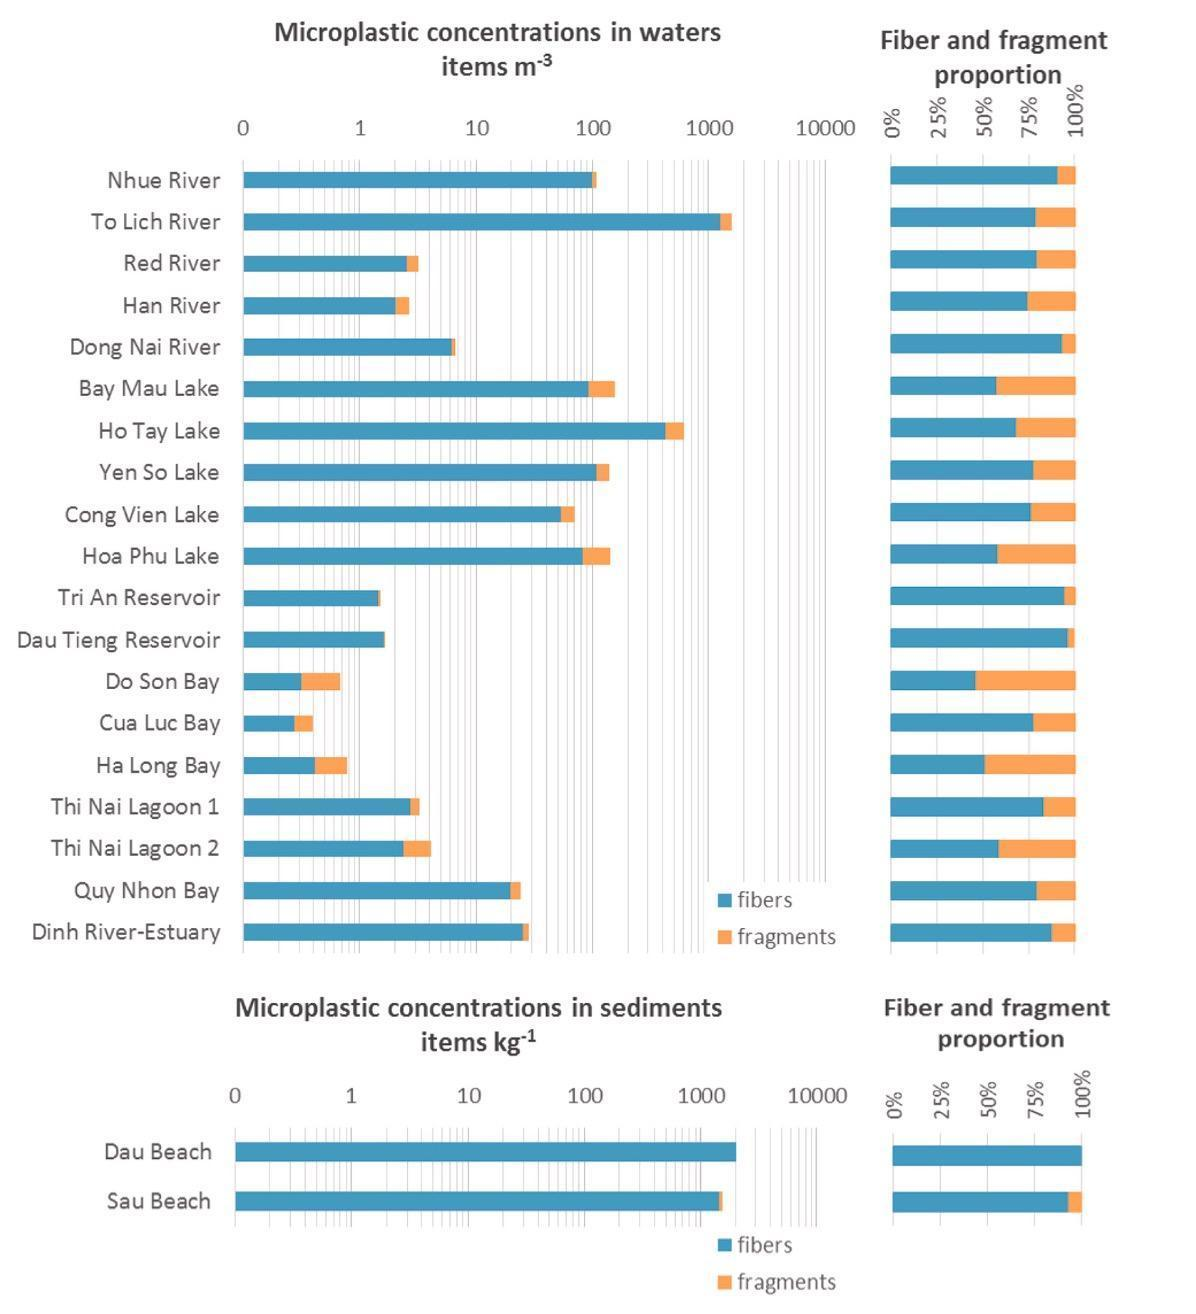 Microplastic concentrations in waters
items m-3
Fiber and fragment
proportion
0 1 10 100 1000 10000
0% 25% 50% 75% 100%
Nhue River
To Lich River
Red River
Han River
Dong Nai River
Bay Mau Lake
Ho Tay Lake
Yen So Lake
Cong Vien Lake
Hoa Phu Lake
Tri An Reservoir
Dau Tieng Reservoir
Do Son Bay
Cua Luc Bay
Ha Long Bay
Thi Nai Lagoon 1
Thi Nai Lagoon 2
Quy Nhon Bay
Dinh River-Estuary
fibers
fragments
Microplastic concentrations in sediments
items kg-1
Fiber and fragment
proportion
0 1 10 100 1000 10000
0% 25% 50% 75% 100%
Dau Beach
Sau Beach
fibers
fragments